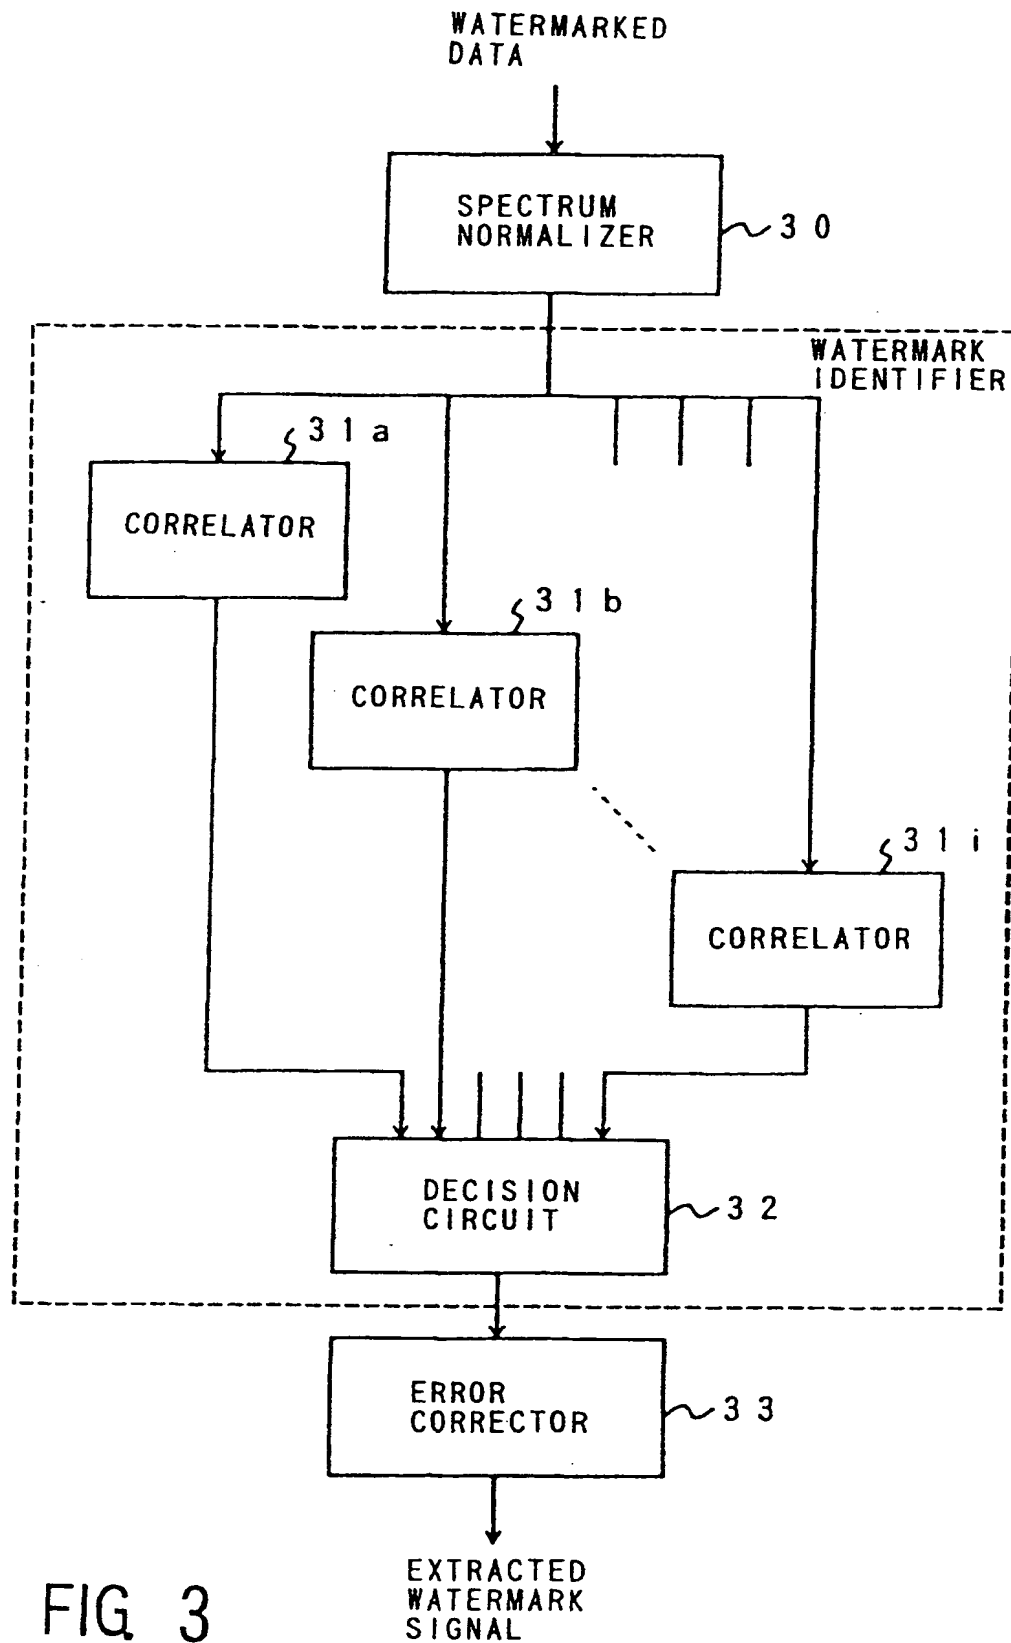 WATERMARKED
DATA
SPECTRUM
NORMALIZER
30
WATERMARK
IDENTIFIER
31a
CORRELATOR
31b
CORRELATOR
31i
CORRELATOR
DECISION
CIRCUIT
32
ERROR
CORRECTOR
33
EXTRACTED
WATERMARK
SIGNAL
FIG. 3